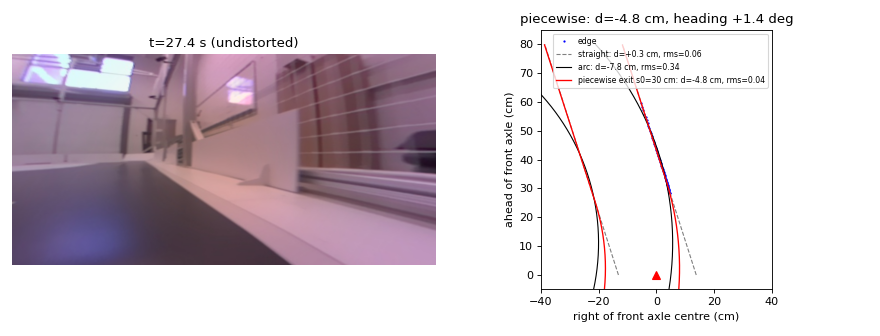 t=27.4 s (undistorted)
piecewise: d=-4.8 cm, heading +1.4 deg
edge
straight: d=+0.3 cm, rms=0.06
arc: d=-7.8 cm, rms=0.34
piecewise exit s0=30 cm: d=-4.8 cm, rms=0.04
ahead of front axle (cm)
80
70
60
50
40
30
20
10
0
−40
−20
0
20
40
right of front axle centre (cm)